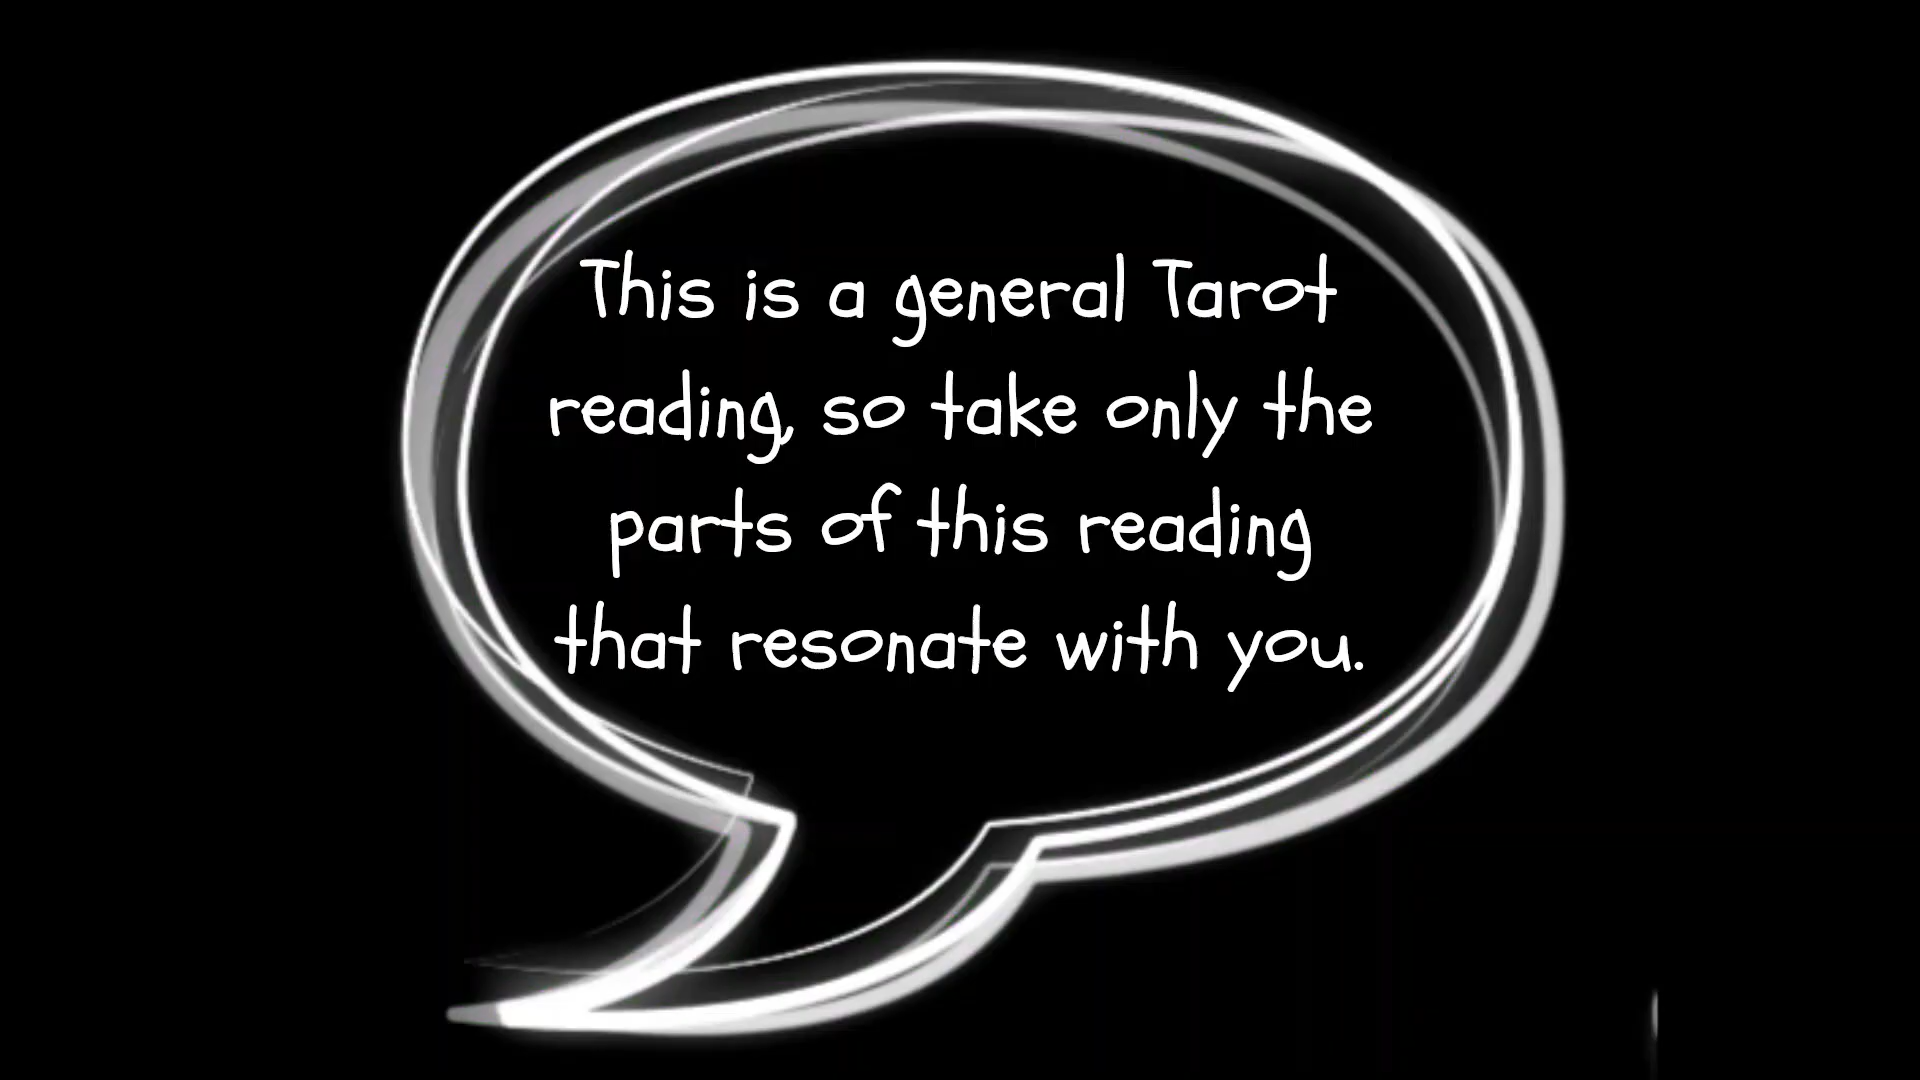 This is a general Tarot
reading, so take only the
parts of this reading
that resonate with you.